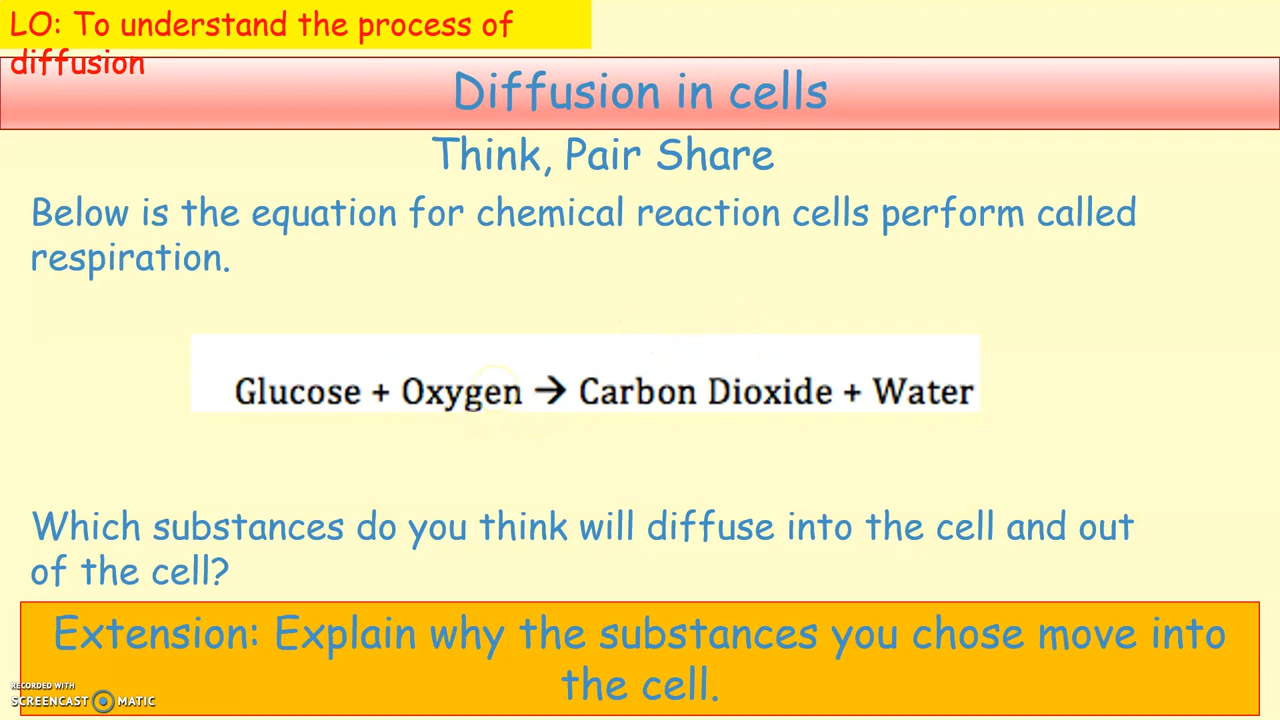 LO: To understand the process of
diffusion
Diffusion in cells
Think, Pair Share
Below is the equation for chemical reaction cells perform called
respiration.
Glucose + Oxygen → Carbon Dioxide + Water
Which substances do you think will diffuse into the cell and out
of the cell?
Extension: Explain why the substances you chose move into
the cell.
RECORDED WITH
SCREENCAST MATIC